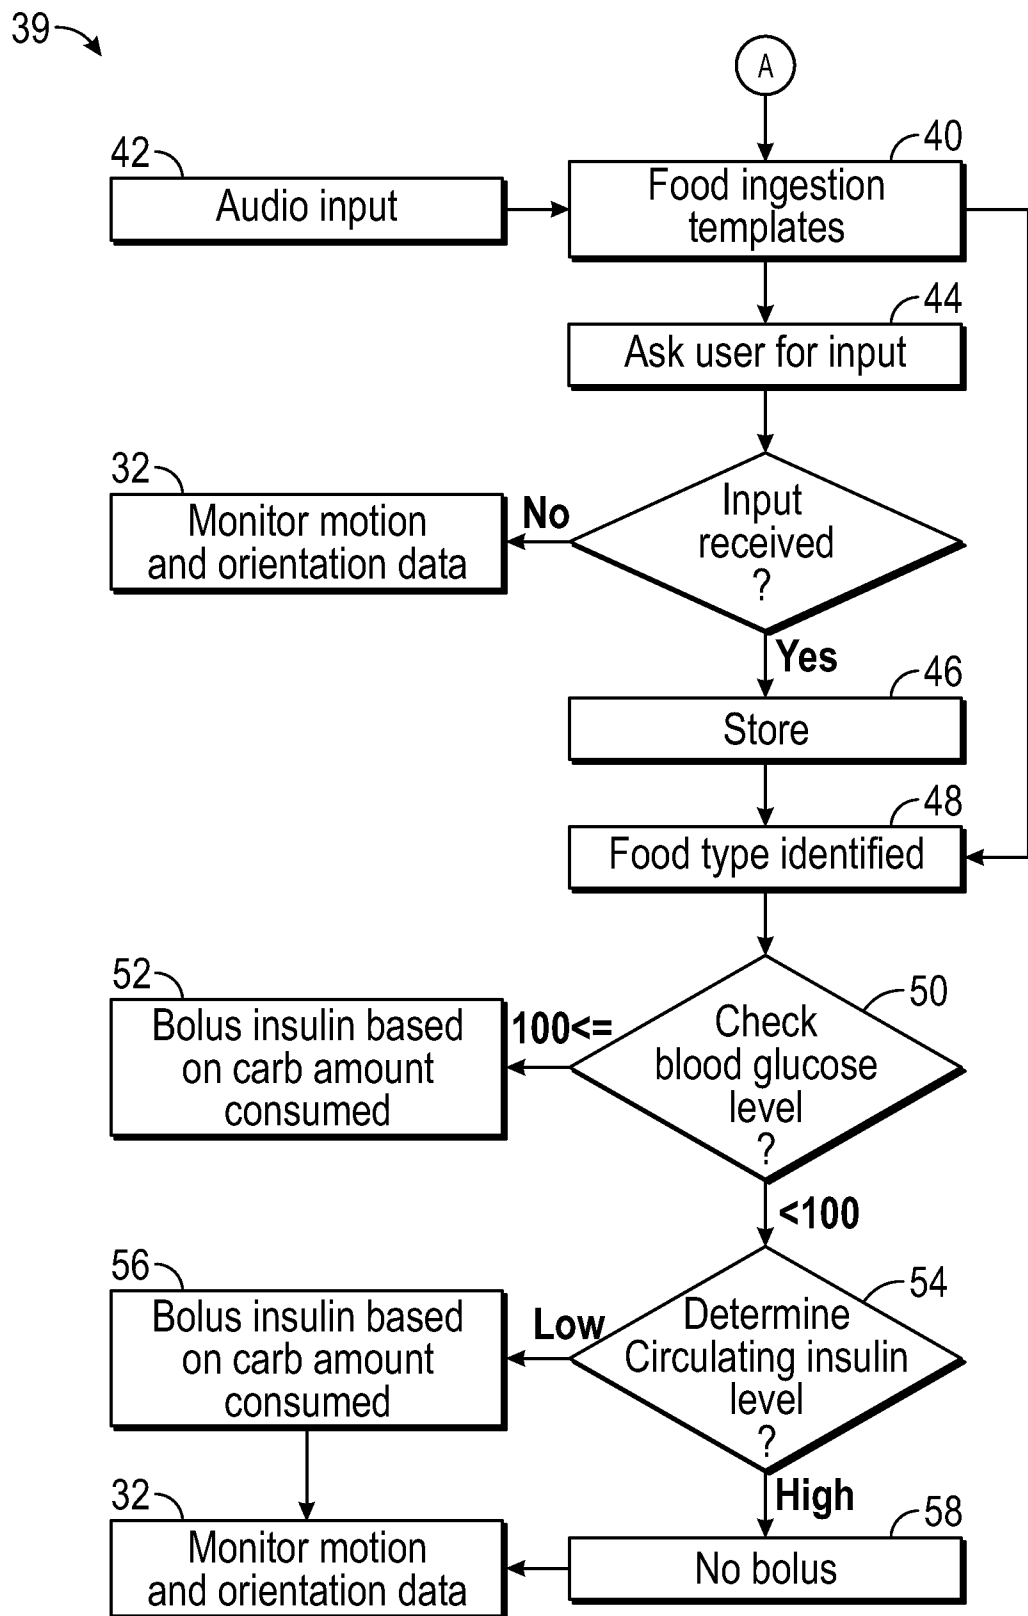 39
A
42
Audio input
40
Food ingestion
templates
44
Ask user for input
32
Monitor motion
and orientation data
No
Input
received
?
Yes
46
Store
48
Food type identified
52
Bolus insulin based
on carb amount
consumed
100<=
50
Check
blood glucose
level
?
<100
56
Bolus insulin based
on carb amount
consumed
Low
54
Determine
Circulating insulin
level
?
High
32
Monitor motion
and orientation data
58
No bolus